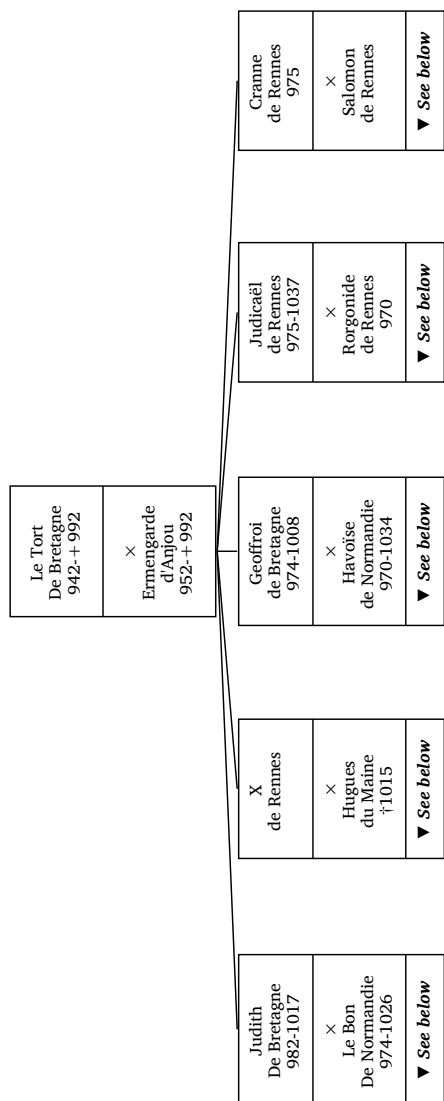 Le Tort
De Bretagne
942-+ 992
×
Ermengarde
d'Anjou
952-+ 992
Judith
De Bretagne
982-1017
×
Le Bon
De Normandie
974-1026
▼ See below
X
de Rennes
×
Hugues
du Maine
†1015
▼ See below
Geoffroi
de Bretagne
974-1008
×
Havoïse
de Normandie
970-1034
▼ See below
Judicaël
de Rennes
975-1037
×
Rorgonide
de Rennes
970
▼ See below
Cranne
de Rennes
975
×
Salomon
de Rennes
▼ See below